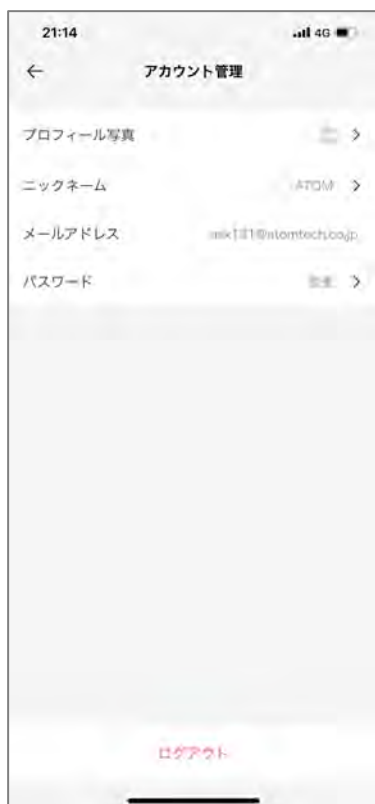 21:14
4G
アカウント管理
プロフィール写真
ニックネーム ATOM
メールアドレス
パスワード
ログアウト